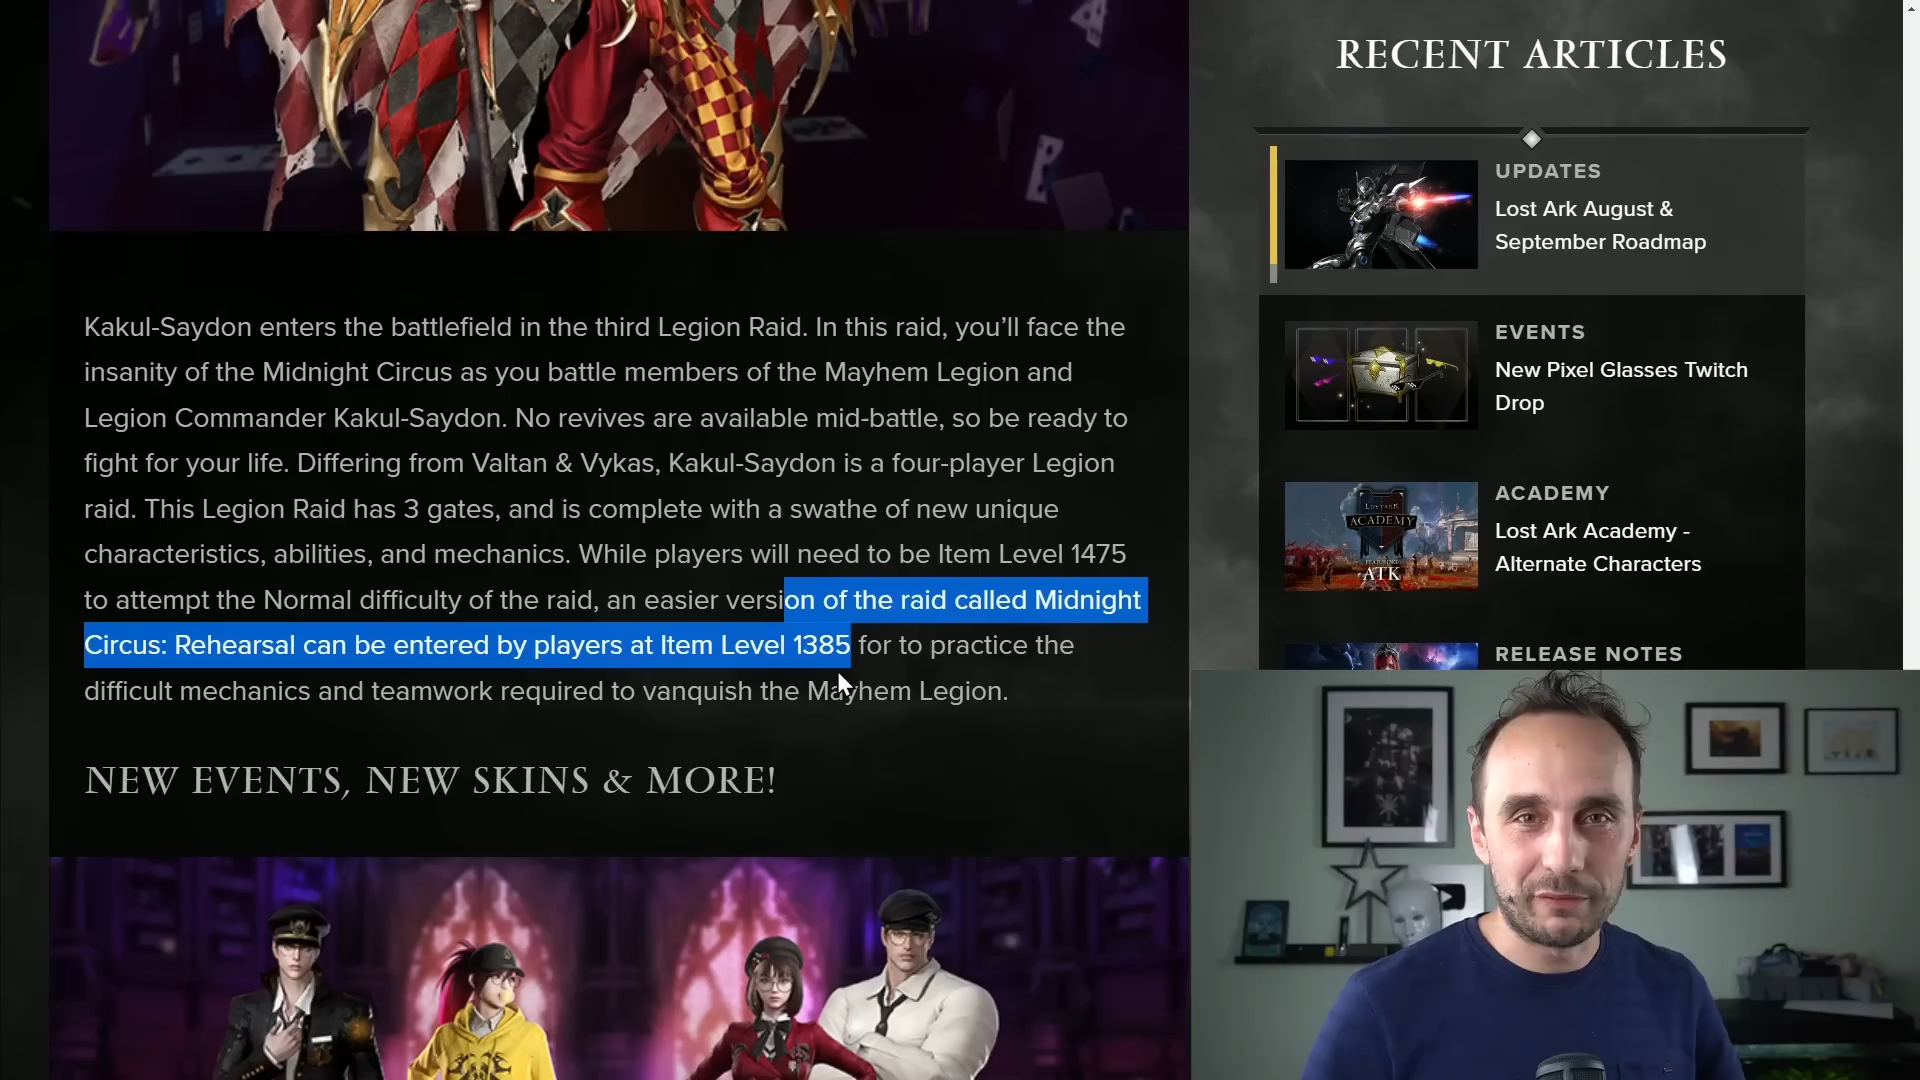 Kakul-Saydon enters the battlefield in the third Legion Raid. In this raid, you’ll face the
insanity of the Midnight Circus as you battle members of the Mayhem Legion and
Legion Commander Kakul-Saydon. No revives are available mid-battle, so be ready to
fight for your life. Differing from Valtan & Vykas, Kakul-Saydon is a four-player Legion
raid. This Legion Raid has 3 gates, and is complete with a swathe of new unique
characteristics, abilities, and mechanics. While players will need to be Item Level 1475
to attempt the Normal difficulty of the raid, an easier version of the raid called Midnight
Circus: Rehearsal can be entered by players at Item Level 1385 for to practice the
difficult mechanics and teamwork required to vanquish the Mayhem Legion.
NEW EVENTS, NEW SKINS & MORE!
RECENT ARTICLES
UPDATES
Lost Ark August &
September Roadmap
EVENTS
New Pixel Glasses Twitch
Drop
LOST ARK
ACADEMY
FEATURING
ATK
ACADEMY
Lost Ark Academy -
Alternate Characters
RELEASE NOTES